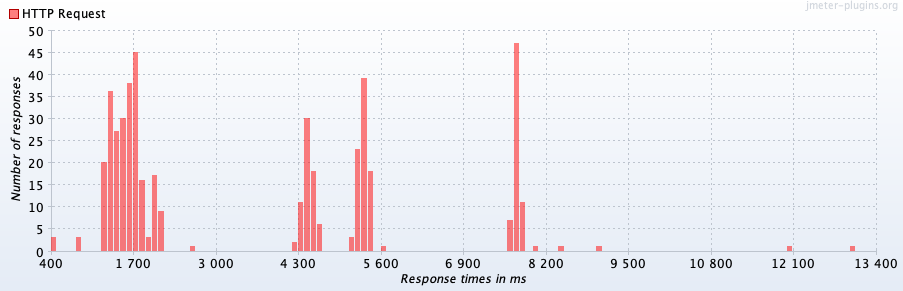 jmeter-plugins.org
HTTP Request
50
45
40
35
30
25
20
15
10
5
0
Number of responses
400 1 700 3 000 4 300 5 600 6 900 8 200 9 500 10 800 12 100 13 400
Response times in ms